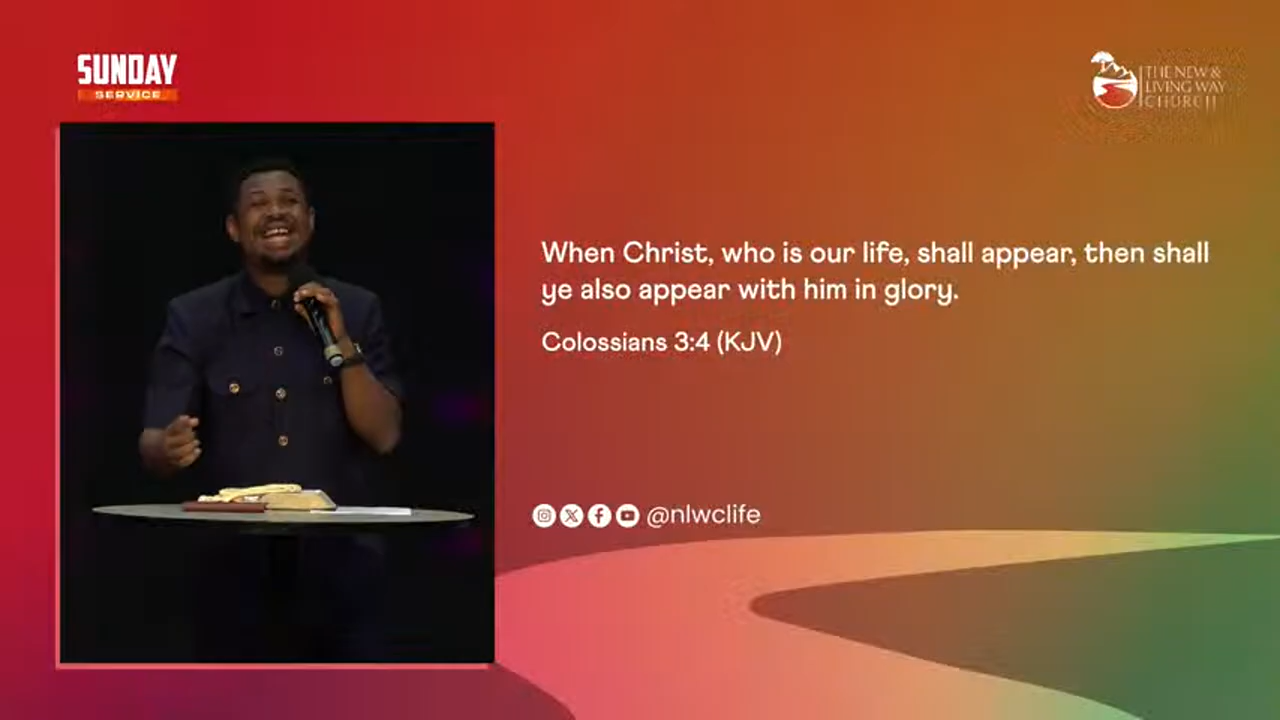 SUNDAY
SERVICE
THE NEW &
LIVING WAY
CHURCH
When Christ, who is our life, shall appear, then shall
ye also appear with him in glory.
Colossians 3:4 (KJV)
@nlwclife